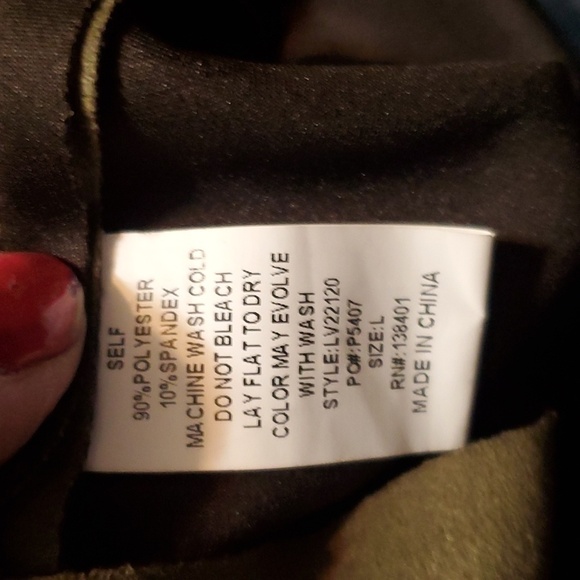 SELF
90%POLYESTER
10%SPANDEX
MACHINE WASH COLD
DO NOT BLEACH
LAY FLAT TO DRY
COLOR MAY EVOLVE
WITH WASH
STYLE:LV22120
PO#:P5407
SIZE:L
RN#:138401
MADE IN CHINA